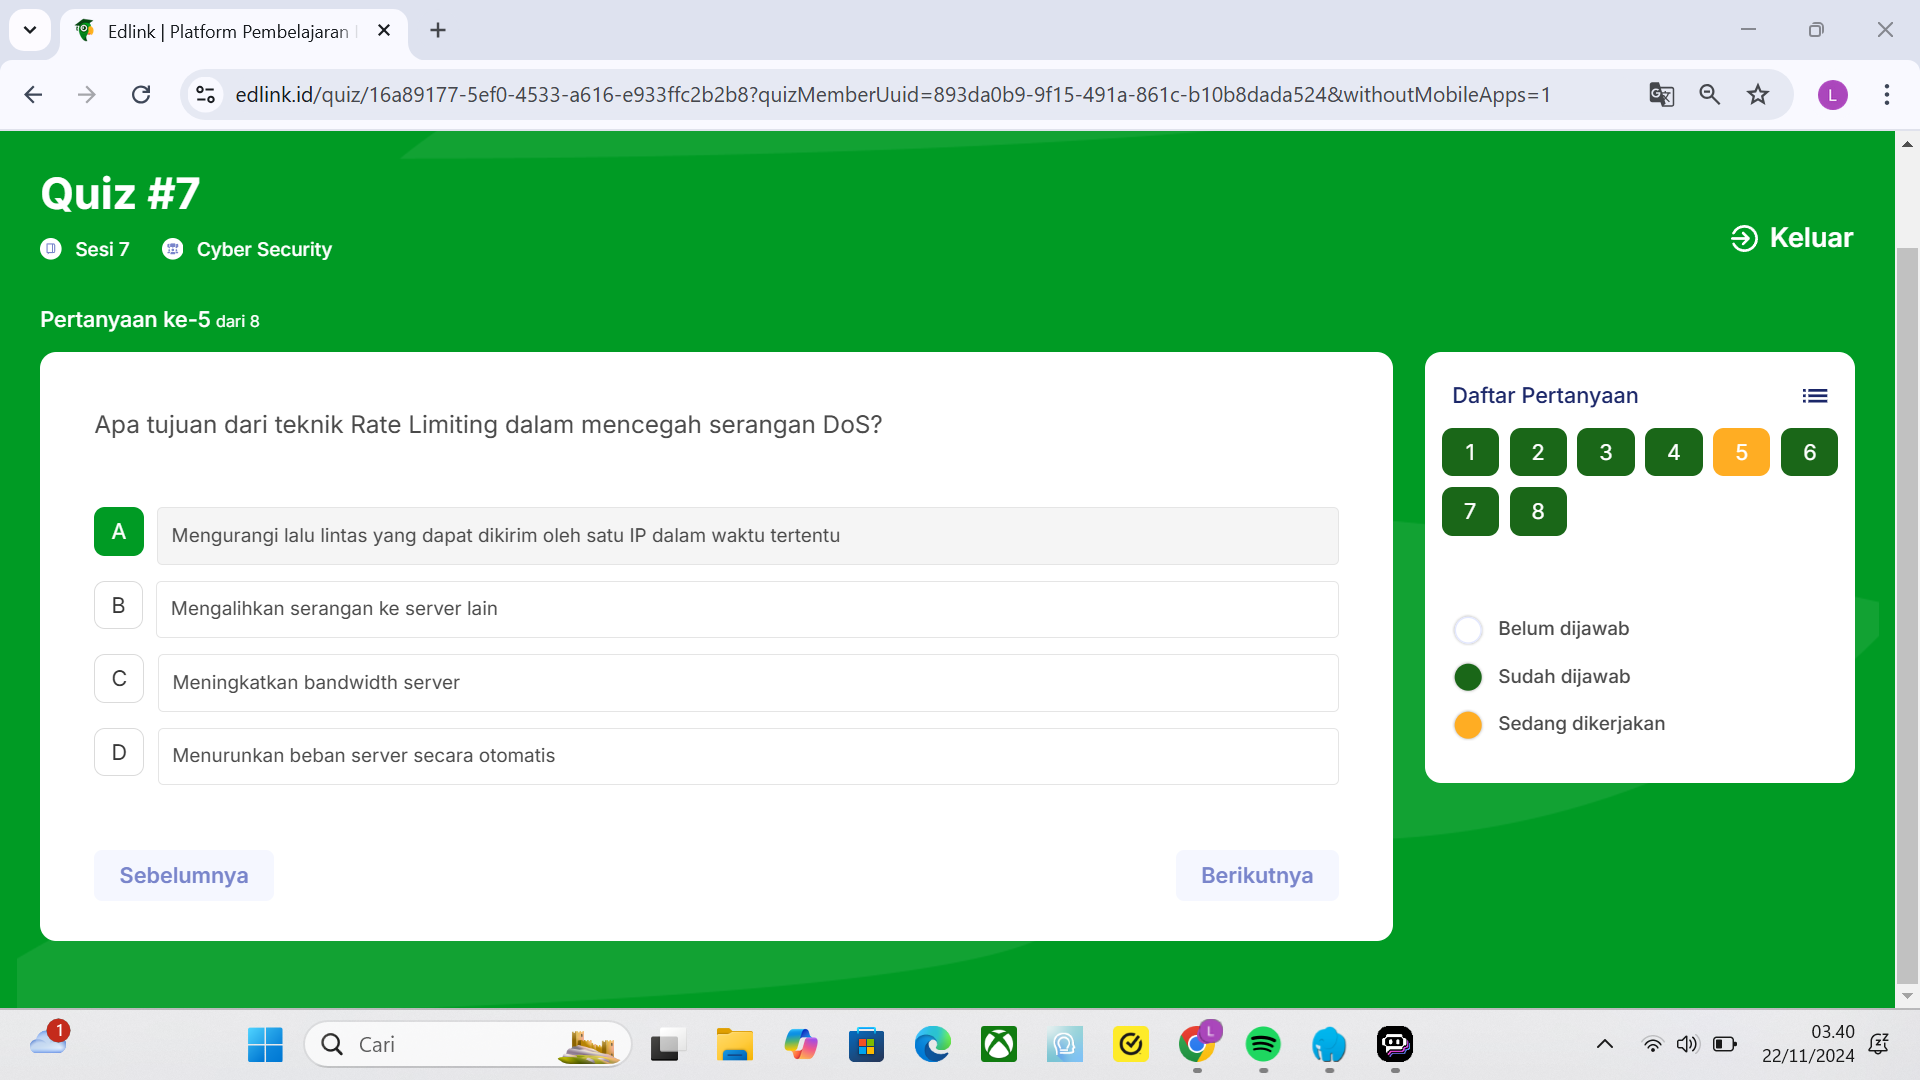 Edlink | Platform Pembelajaran
edlink.id/quiz/16a89177-5ef0-4533-a616-e933ffc2b2b8?quizMemberUuid=893da0b9-9f15-491a-861c-b10b8dada524&withoutMobileApps=1
L
Quiz #7
Sesi 7
Cyber Security
Keluar
Pertanyaan ke-5 dari 8
Apa tujuan dari teknik Rate Limiting dalam mencegah serangan DoS?
A
Mengurangi lalu lintas yang dapat dikirim oleh satu IP dalam waktu tertentu
B
Mengalihkan serangan ke server lain
C
Meningkatkan bandwidth server
D
Menurunkan beban server secara otomatis
Sebelumnya
Berikutnya
Daftar Pertanyaan
1 2 3 4 5 6
7 8
Belum dijawab
Sudah dijawab
Sedang dikerjakan
1
Cari
L
03.40
22/11/2024